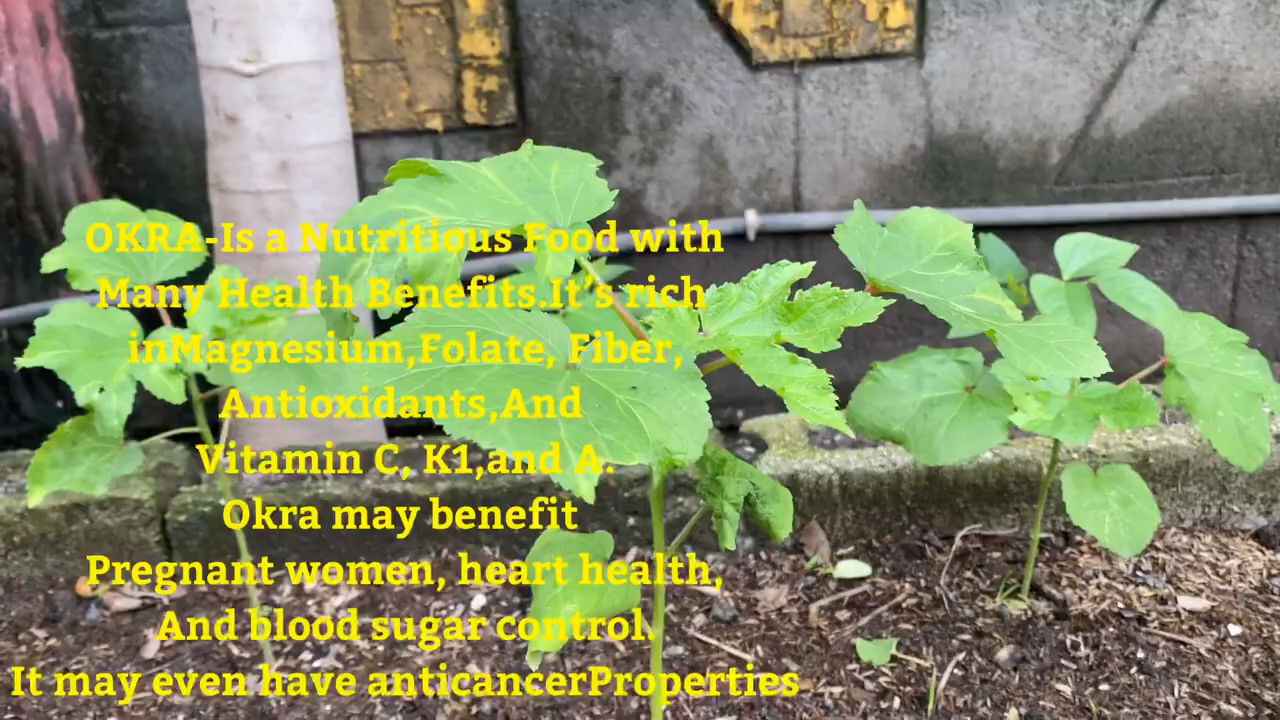 OKRA-Is a Nutritious Food with
Many Health Benefits.It's rich
inMagnesium,Folate, Fiber,
Antioxidants,And
Vitamin C, K1,and A.
Okra may benefit
Pregnant women, heart health,
And blood sugar control.
It may even have anticancerProperties